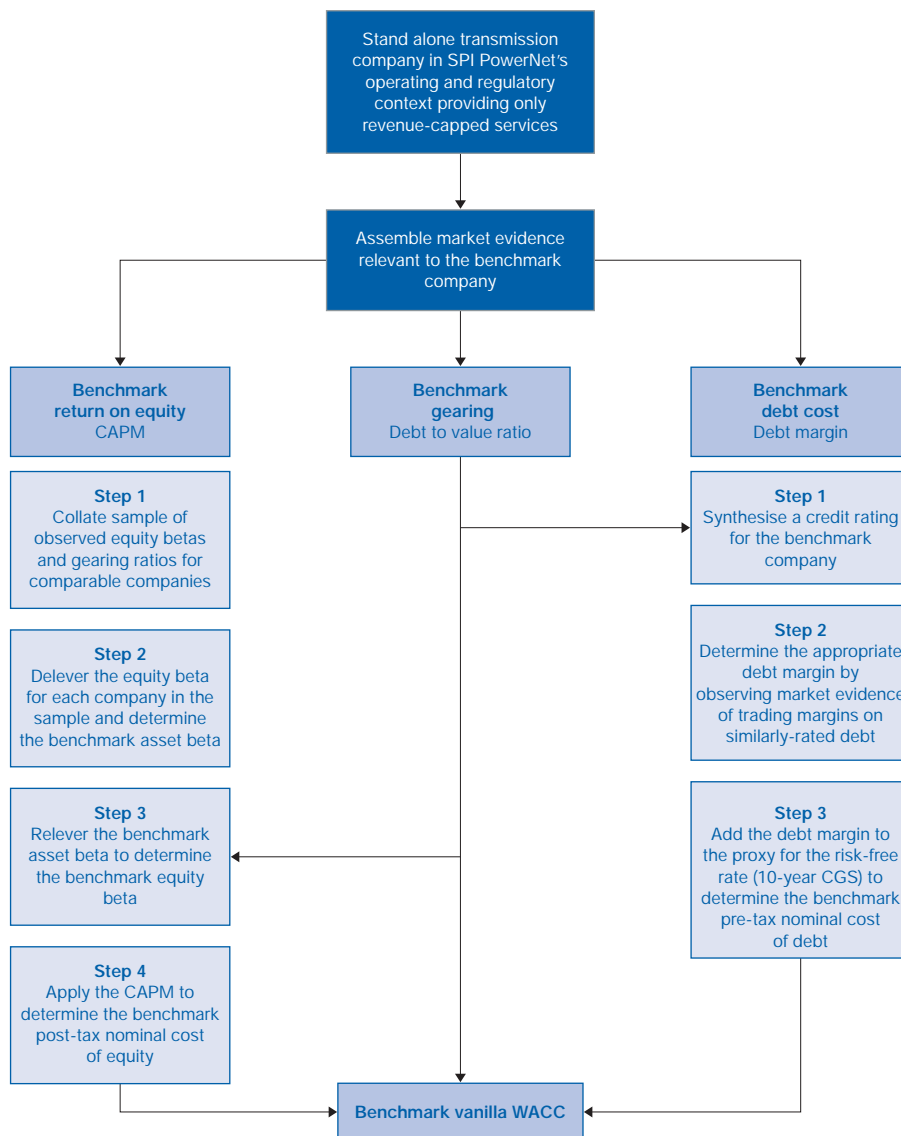 Stand alone transmission
company in SPI PowerNet's
operating and regulatory
context providing only
revenue-capped services
Assemble market evidence
relevant to the benchmark
company
Benchmark
return on equity
CAPM
Benchmark
gearing
Debt to value ratio
Benchmark
debt cost
Debt margin
Step 1
Collate sample of
observed equity betas
and gearing ratios for
comparable companies
Step 2
Delever the equity beta
for each company in the
sample and determine
the benchmark asset beta
Step 3
Relever the benchmark
asset beta to determine
the benchmark equity
beta
Step 4
Apply the CAPM to
determine the benchmark
post-tax nominal cost
of equity
Step 1
Synthesise a credit rating
for the benchmark
company
Step 2
Determine the appropriate
debt margin by
observing market evidence
of trading margins on
similarly-rated debt
Step 3
Add the debt margin to
the proxy for the risk-free
rate (10-year CGS) to
determine the benchmark
pre-tax nominal cost
of debt
Benchmark vanilla WACC